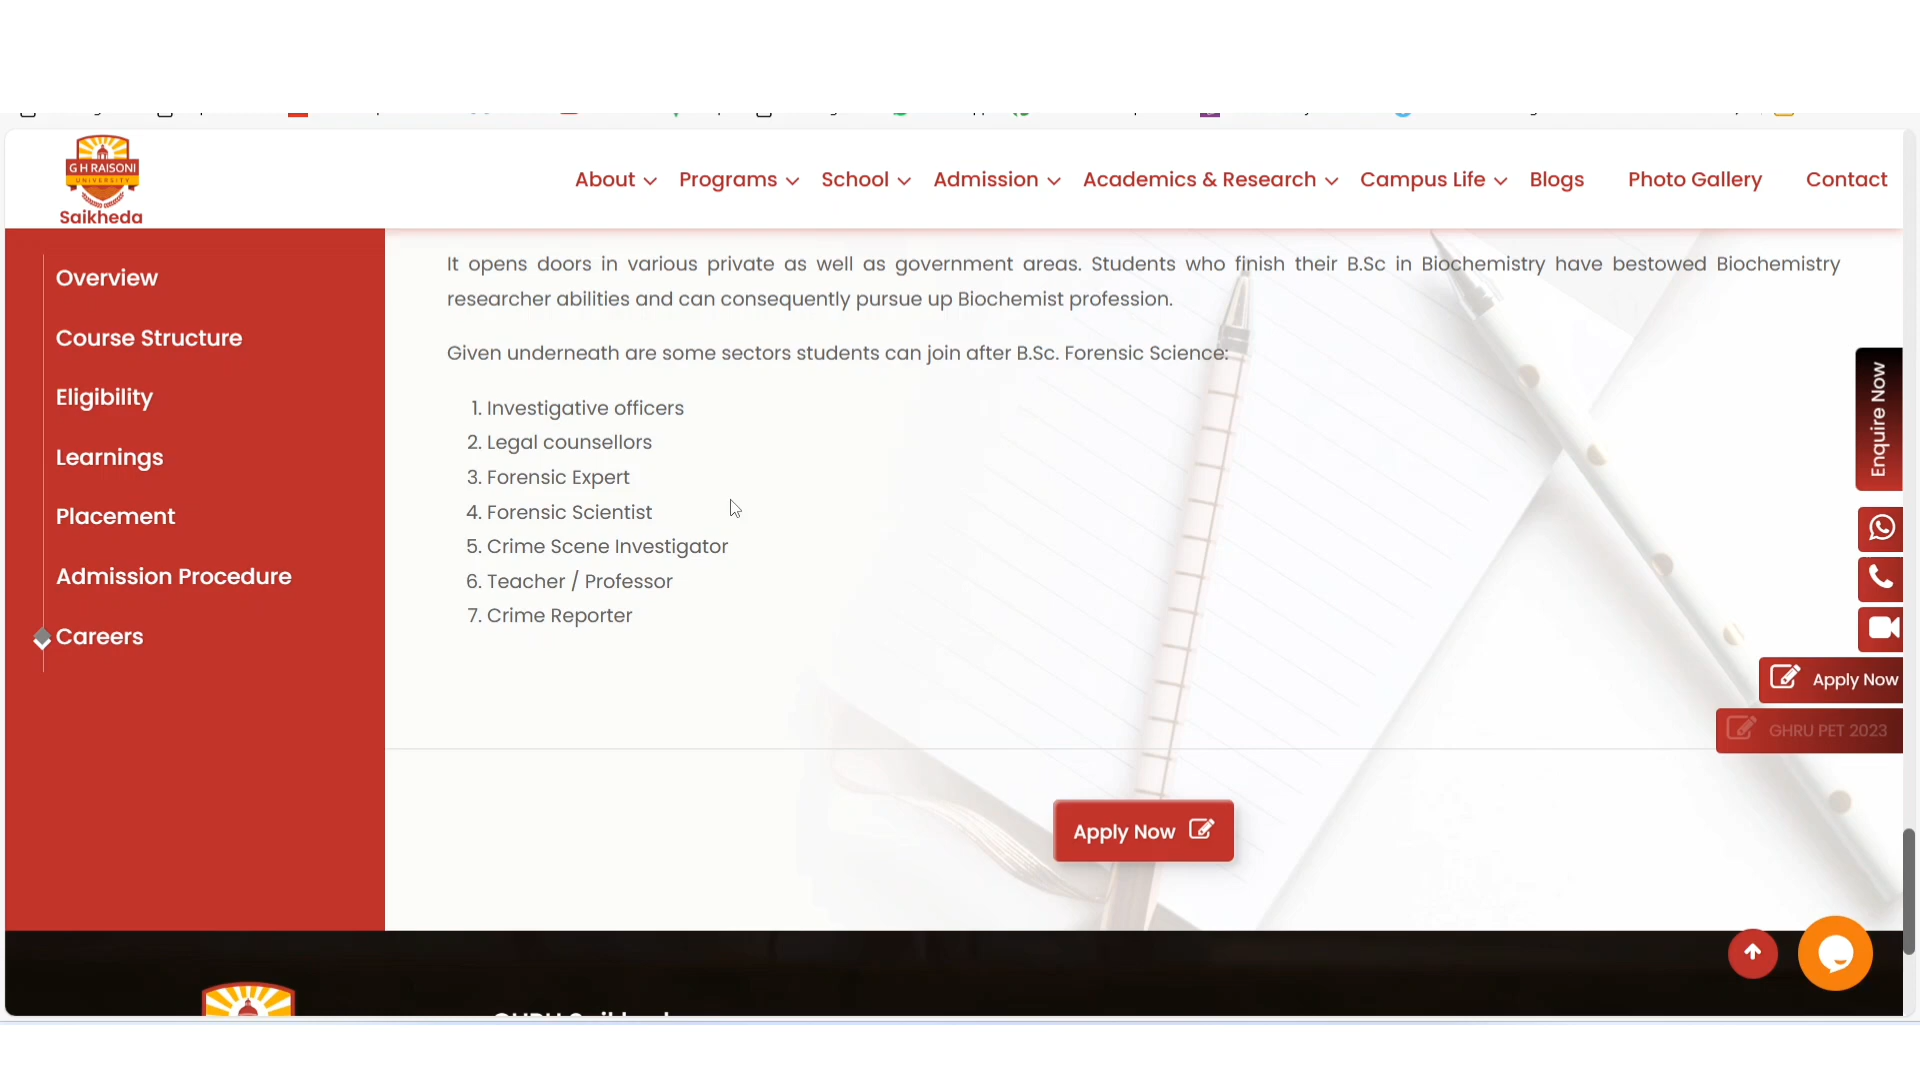 G H RAISONI
UNIVERSITY
Saikheda
About
Programs
School
Admission
Academics & Research
Campus Life
Blogs
Photo Gallery
Contact
Overview
Course Structure
Eligibility
Learnings
Placement
Admission Procedure
Careers
It opens doors in various private as well as government areas. Students who finish their B.Sc in Biochemistry have bestowed Biochemistry
researcher abilities and can consequently pursue up Biochemist profession.
Given underneath are some sectors students can join after B.Sc. Forensic Science:
1. Investigative officers
2. Legal counsellors
3. Forensic Expert
4. Forensic Scientist
5. Crime Scene Investigator
6. Teacher / Professor
7. Crime Reporter
Enquire Now
Apply Now
GHRU PET 2023
Apply Now